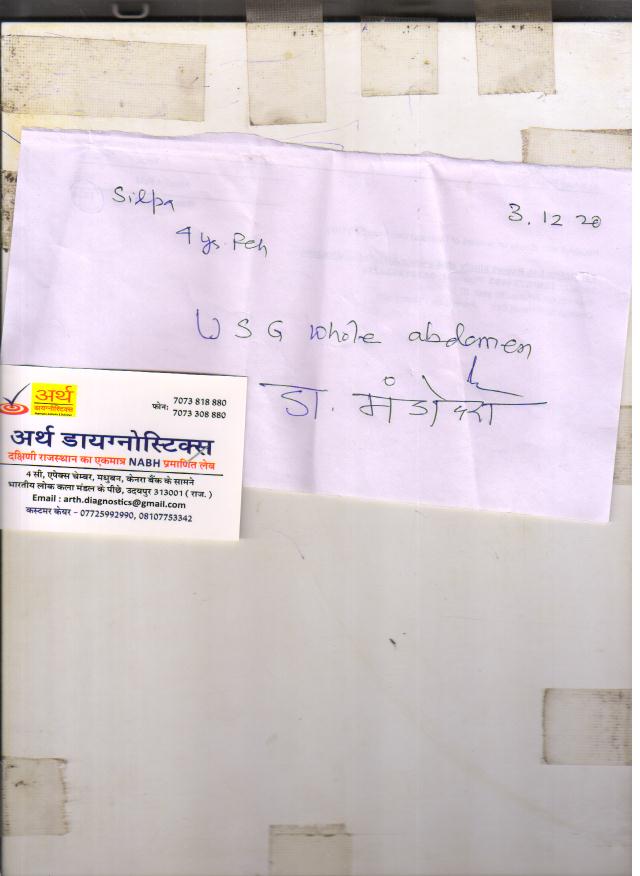 Silpa
3.12 20
4 ys. Feh
USG whole abdomen
डा. मंडोवरा
अर्थ
डायग्नोस्टिक्स
फोन: 7073 818 880
7073 308 880
अर्थ डायग्नोस्टिक्स
दक्षिणी राजस्थान का एकमात्र NABH प्रमाणित लेब
4 सी, एपेक्स चेम्बर, मधुबन, केनरा बैंक के सामने
भारतीय लोक कला मंडल के पीछे, उदयपुर 313001 ( राज. )
Email : arth.diagnostics@gmail.com
कस्टमर केयर - 07725992990, 08107753342